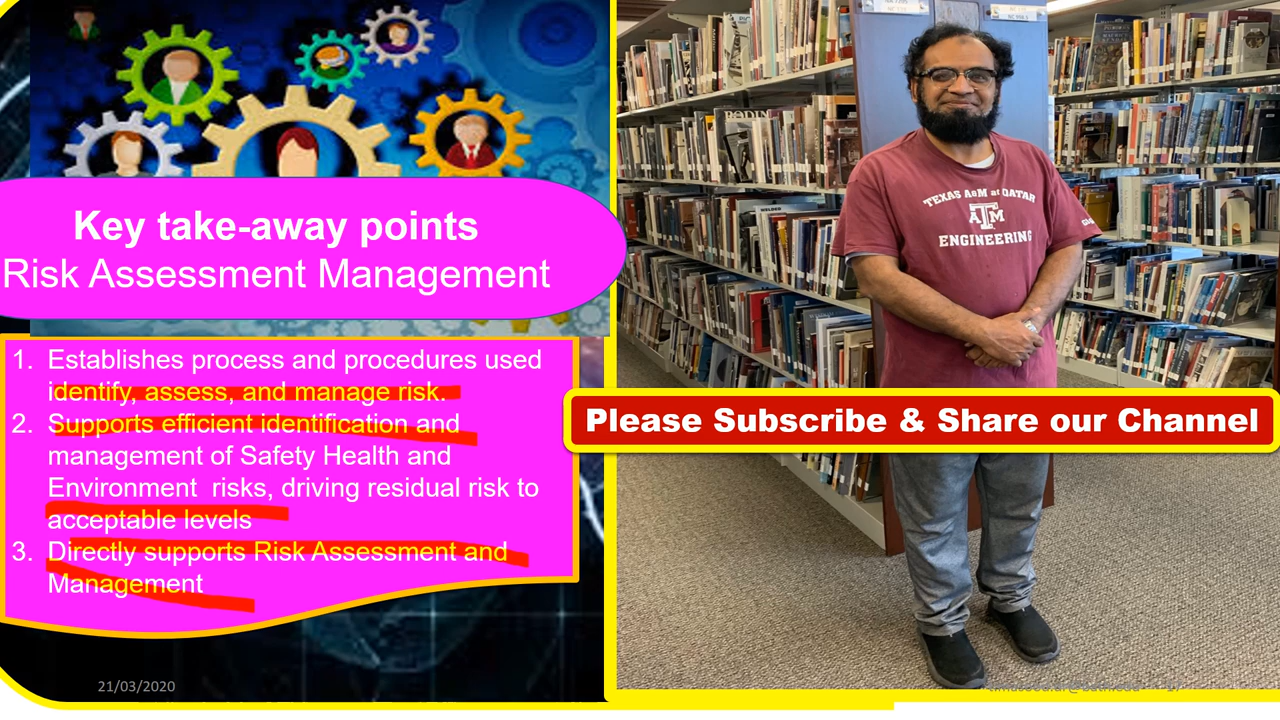 Key take-away points
Risk Assessment Management
1. Establishes process and procedures used
identify, assess, and manage risk.
2. Supports efficient identification and
management of Safety Health and
Environment risks, driving residual risk to
acceptable levels
3. Directly supports Risk Assessment and
Management
21/03/2020
TEXAS A&M at QATAR
ATM
ENGINEERING
Please Subscribe & Share our Channel